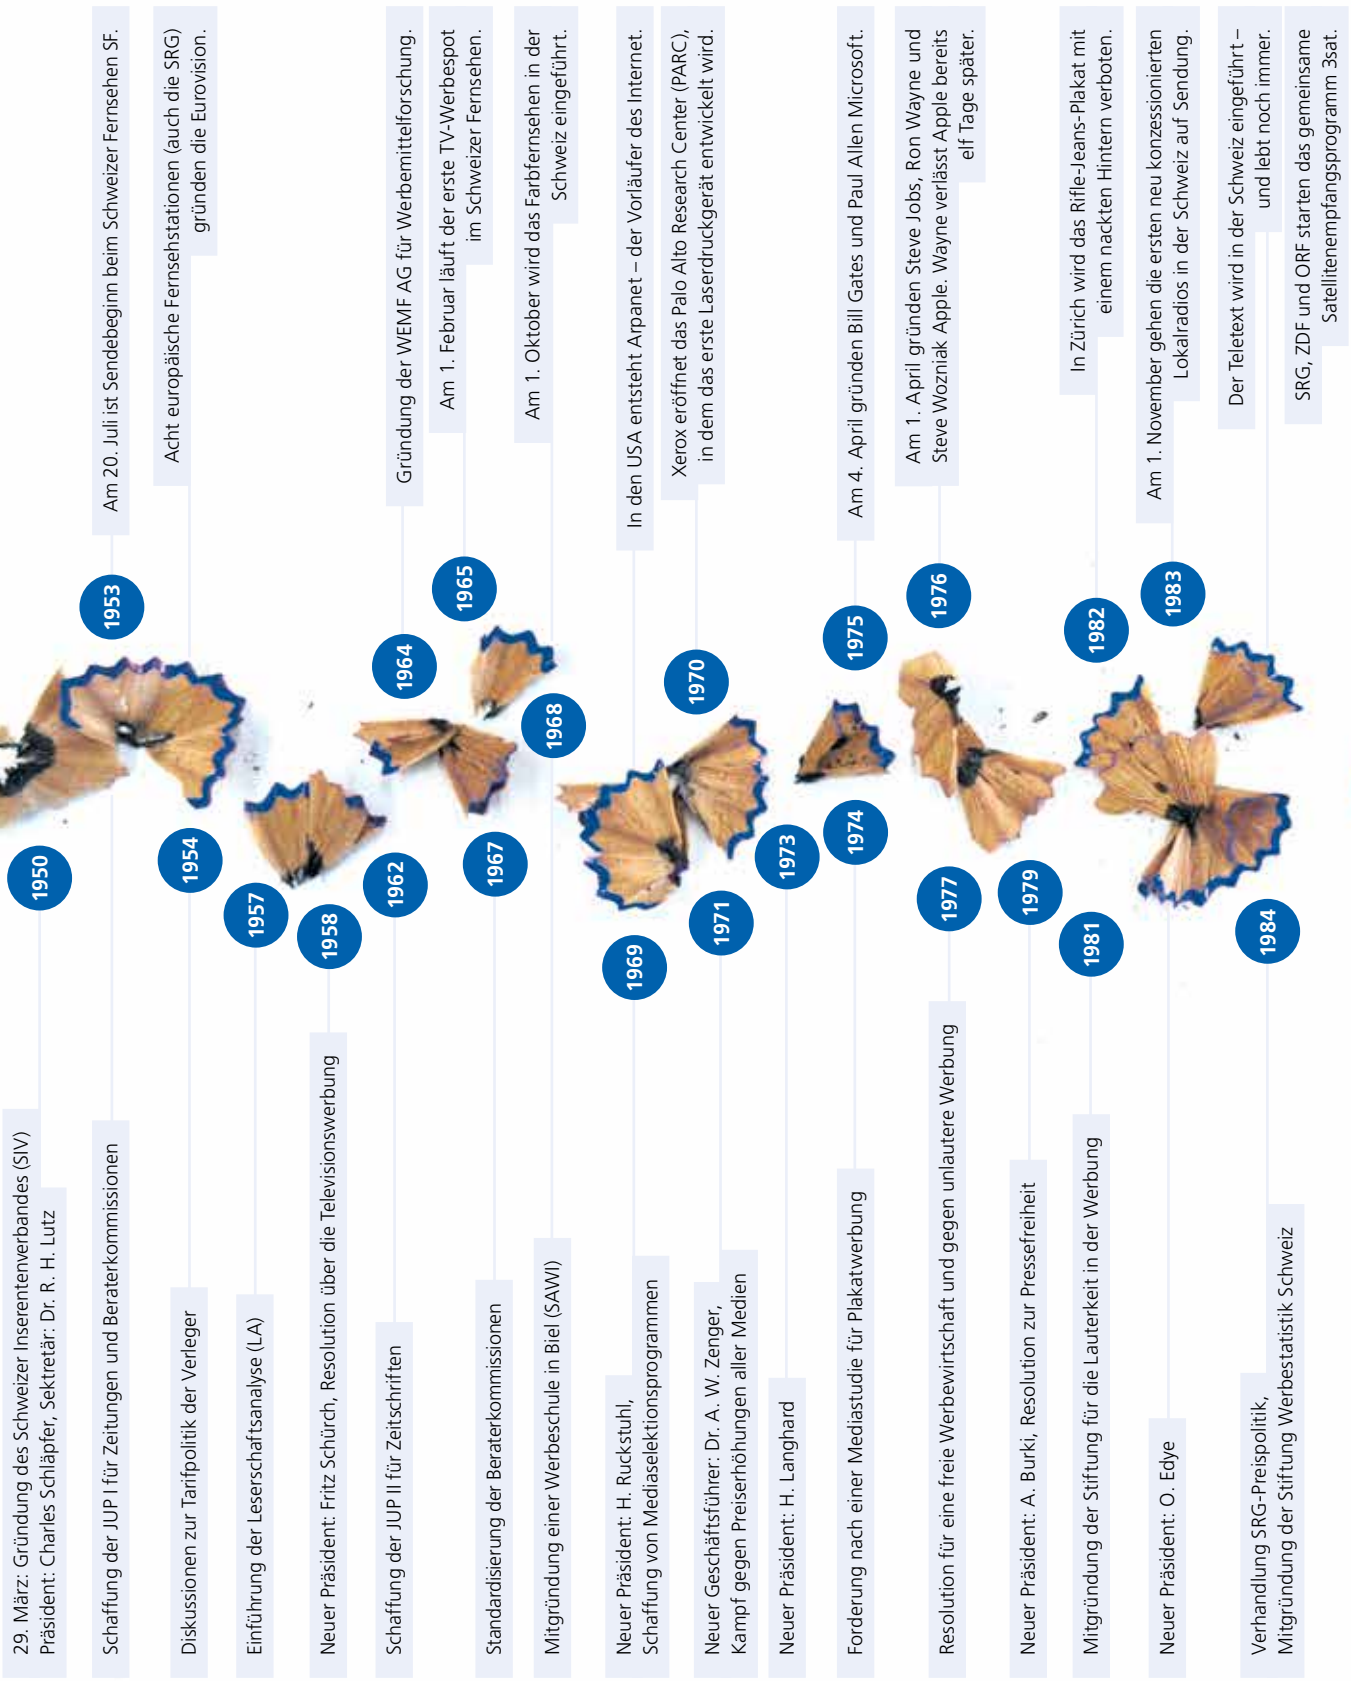 29. März: Gründung des Schweizer Inserentenverbandes (SIV)
Präsident: Charles Schläpfer, Sekretär: Dr. R. H. Lutz
1950
Schaffung der JUP I für Zeitungen und Beraterkommissionen
1953
Am 20. Juli ist Sendebeginn beim Schweizer Fernsehen SF.
Diskussionen zur Tarifpolitik der Verleger
1954
Acht europäische Fernsehstationen (auch die SRG)
gründen die Eurovision.
Einführung der Leserschaftsanalyse (LA)
1957
Neuer Präsident: Fritz Schürch, Resolution über die Televisionswerbung
1958
Schaffung der JUP II für Zeitschriften
1962
1964
Gründung der WEMF AG für Werbemittelforschung.
1965
Am 1. Februar läuft der erste TV-Werbespot
im Schweizer Fernsehen.
Standardisierung der Beraterkommissionen
1967
Mitgründung einer Werbeschule in Biel (SAWI)
1968
Am 1. Oktober wird das Farbfernsehen in der
Schweiz eingeführt.
Neuer Präsident: H. Ruckstuhl,
Schaffung von Mediaselektionsprogrammen
1969
In den USA entsteht Arpanet – der Vorläufer des Internet.
1970
Xerox eröffnet das Palo Alto Research Center (PARC),
in dem das erste Laserdruckgerät entwickelt wird.
Neuer Geschäftsführer: Dr. A. W. Zenger,
Kampf gegen Preiserhöhungen aller Medien
1971
Neuer Präsident: H. Langhard
1973
Forderung nach einer Mediastudie für Plakatwerbung
1974
1975
Am 4. April gründen Bill Gates und Paul Allen Microsoft.
1976
Am 1. April gründen Steve Jobs, Ron Wayne und
Steve Wozniak Apple. Wayne verlässt Apple bereits
elf Tage später.
Resolution für eine freie Werbewirtschaft und gegen unlautere Werbung
1977
Neuer Präsident: A. Burki, Resolution zur Pressefreiheit
1979
Mitgründung der Stiftung für die Lauterkeit in der Werbung
1981
1982
In Zürich wird das Rifle-Jeans-Plakat mit
einem nackten Hintern verboten.
Neuer Präsident: O. Edye
1983
Am 1. November gehen die ersten neu konzessionierten
Lokalradios in der Schweiz auf Sendung.
Verhandlung SRG-Preispolitik,
Mitgründung der Stiftung Werbestatistik Schweiz
1984
Der Teletext wird in der Schweiz eingeführt –
und lebt noch immer.
SRG, ZDF und ORF starten das gemeinsame
Satellitenempfangsprogramm 3sat.